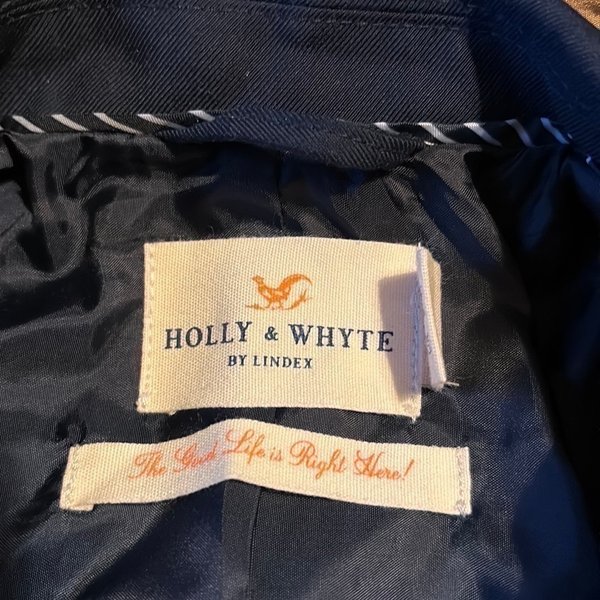 HOLLY & WHYTE
BY LINDEX
The Good Life is Right Here!